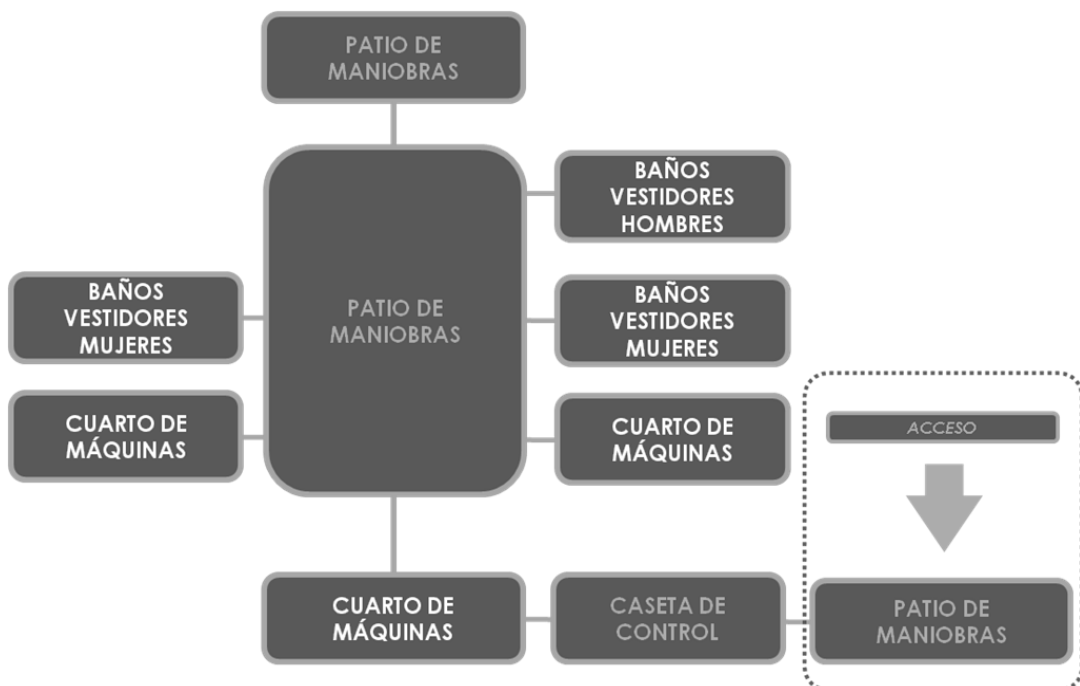 PATIO DE
MANIOBRAS
BAÑOS
VESTIDORES
HOMBRES
BAÑOS
VESTIDORES
MUJERES
PATIO DE
MANIOBRAS
BAÑOS
VESTIDORES
MUJERES
CUARTO DE
MÁQUINAS
CUARTO DE
MÁQUINAS
ACCESO
CUARTO DE
MÁQUINAS
CASETA DE
CONTROL
PATIO DE
MANIOBRAS